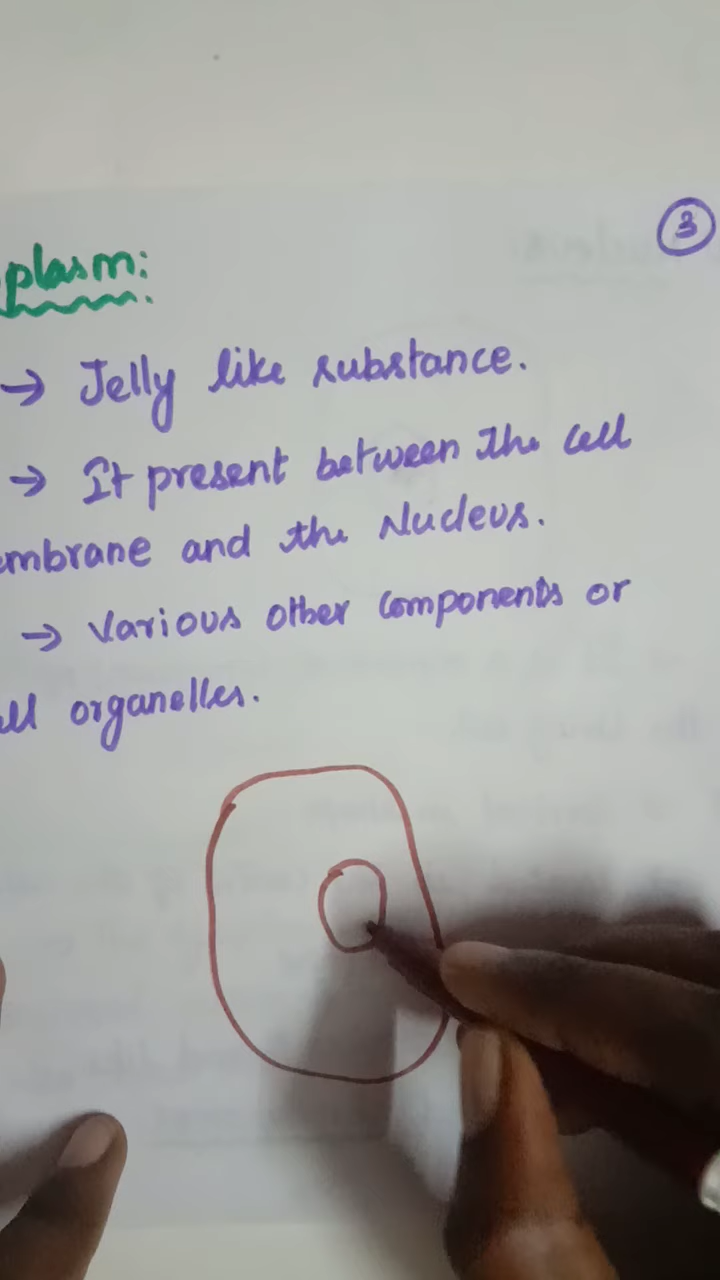 3
plasm:
→ Jelly like substance.
→ It present between the cell
embrane and the Nucleus.
→ Various other components or
ell organelles.